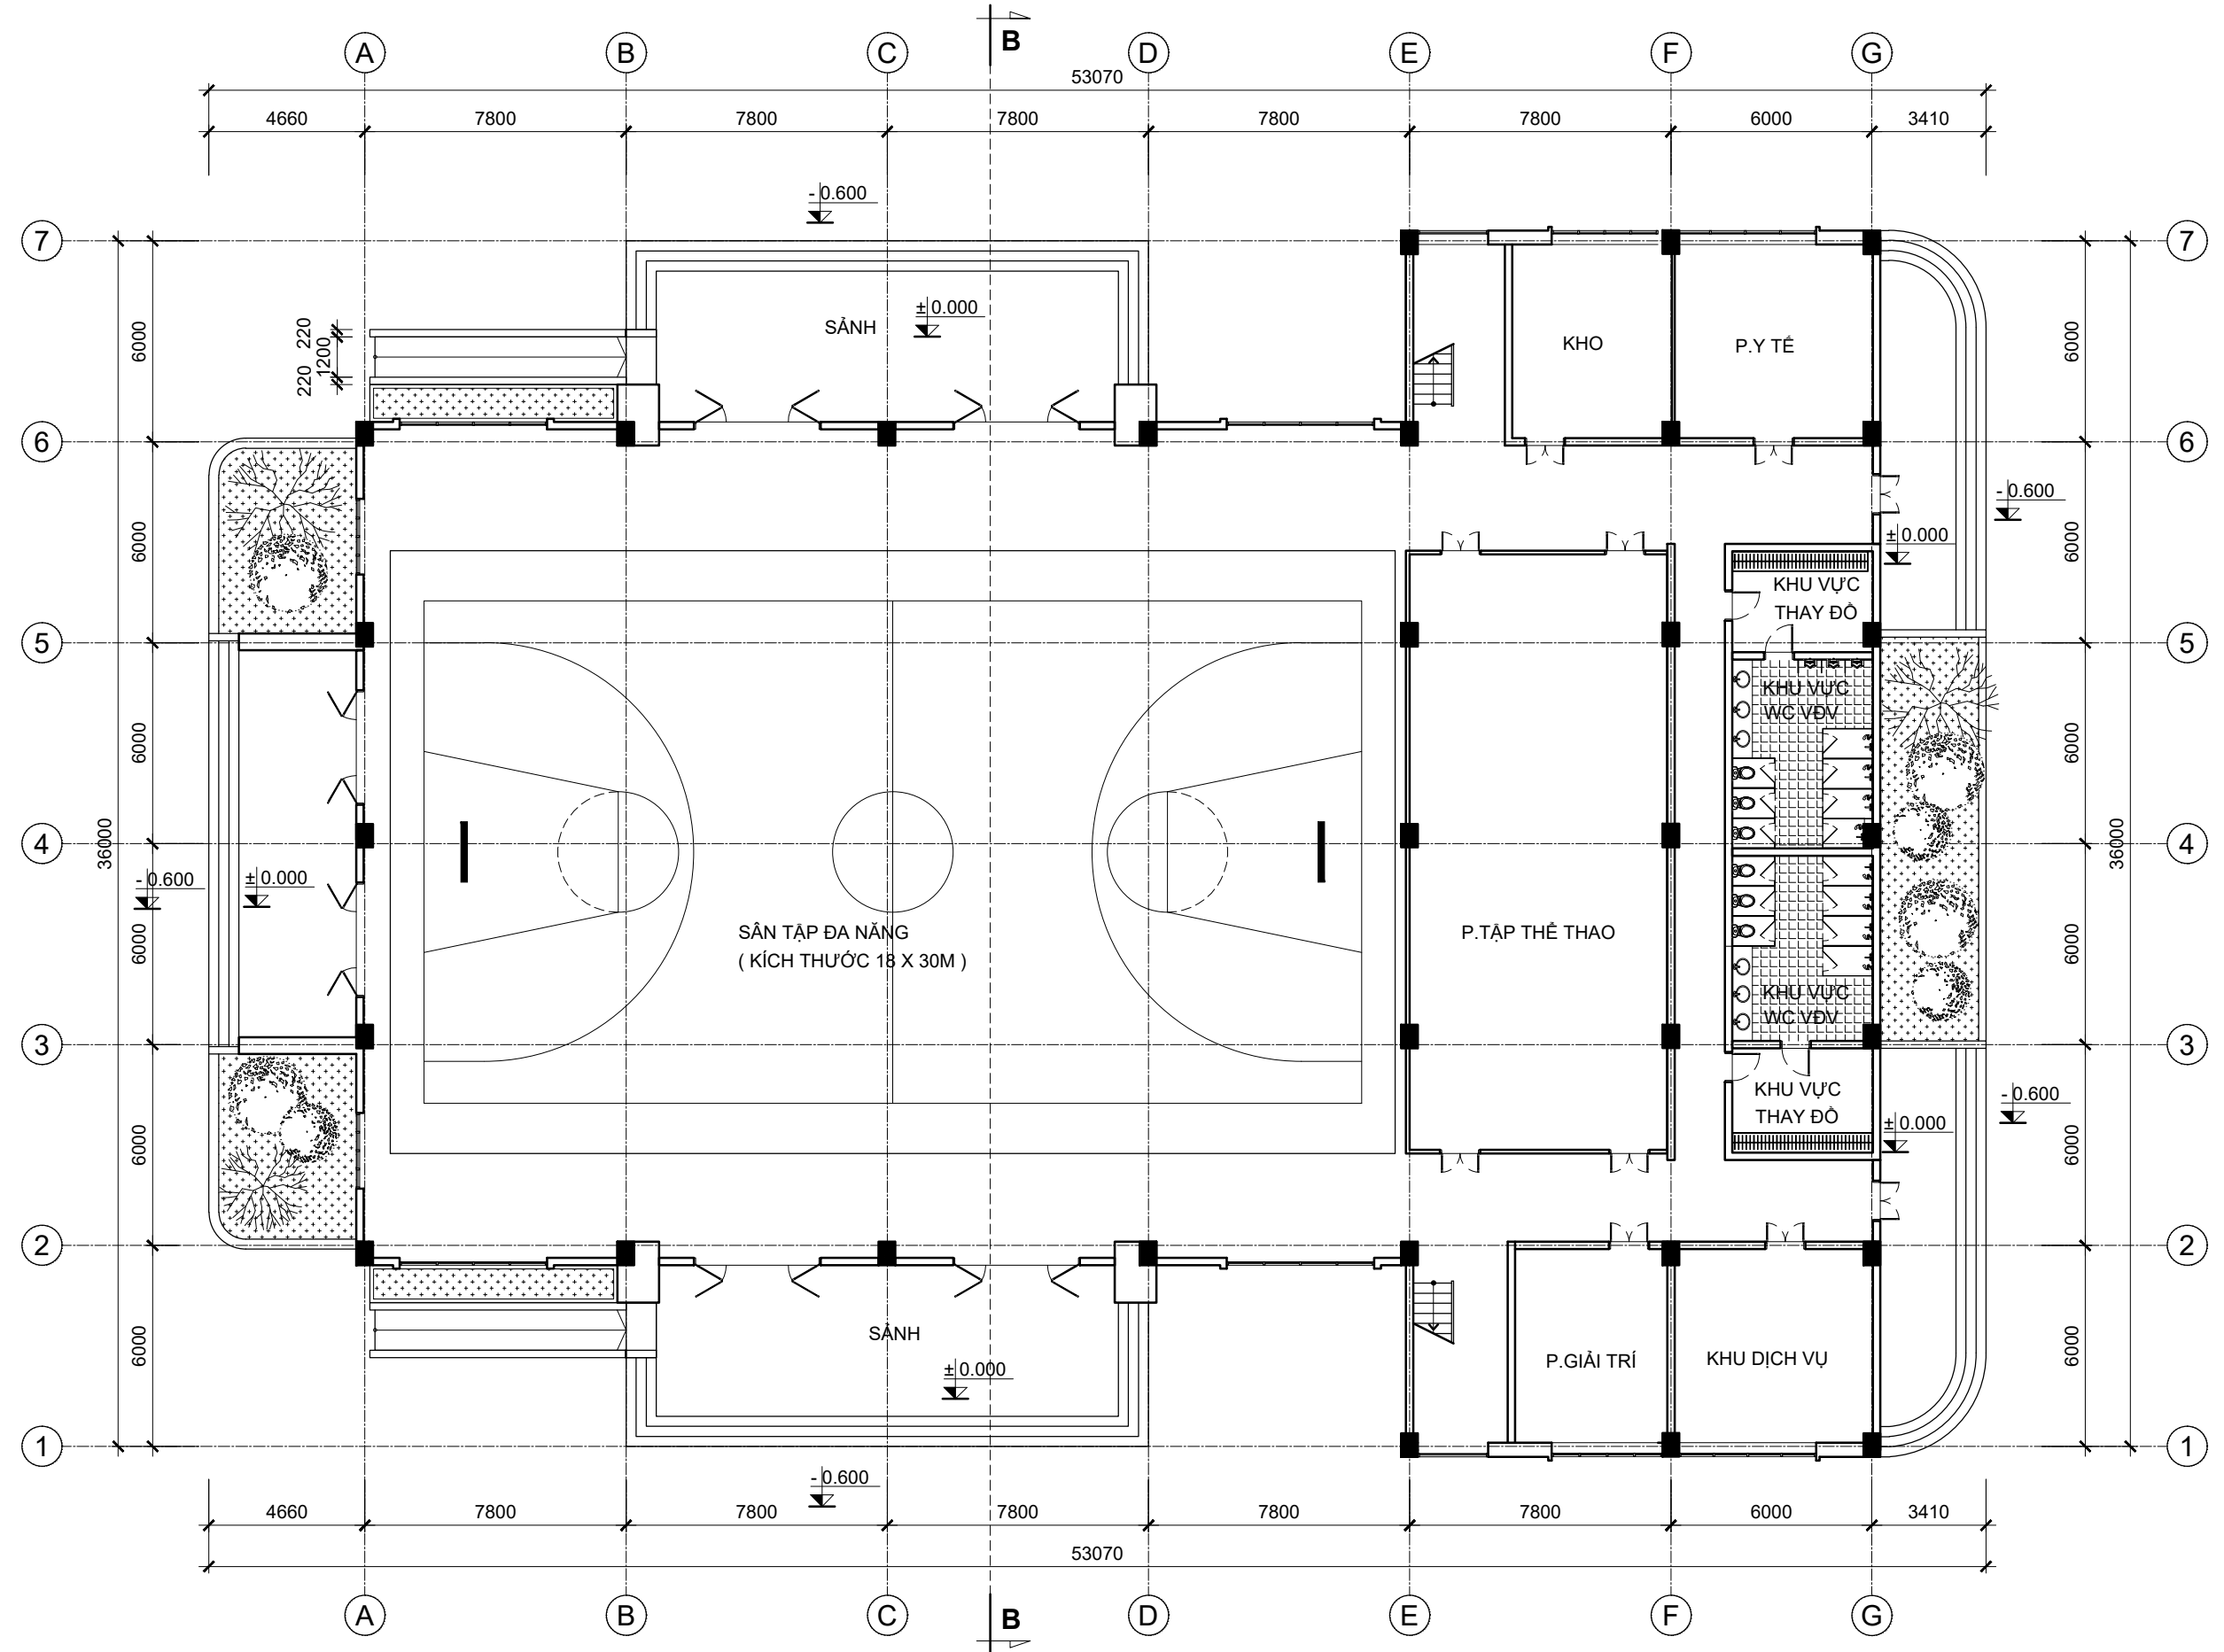 B
A B C D E F G
53070
4660 7800 7800 7800 7800 7800 6000 3410
- 0.600
7 7
± 0.000
SẢNH
KHO
P.Y TẾ
6000 6000
220
1200
220
6 6
- 0.600
± 0.000
6000 6000
KHU VỰC
THAY ĐỒ
5 5
KHU VỰC
WC VĐV
6000 6000
4 4
36000 36000
- 0.600
± 0.000
6000 6000
SÂN TẬP ĐA NĂNG
( KÍCH THƯỚC 18 X 30M )
P.TẬP THỂ THAO
KHU VỰC
WC VĐV
3 3
KHU VỰC
THAY ĐỒ
- 0.600
± 0.000
6000 6000
2 2
SẢNH
± 0.000
6000 6000
P.GIẢI TRÍ
KHU DỊCH VỤ
1 1
- 0.600
4660 7800 7800 7800 7800 7800 6000 3410
53070
A B C D E F G
B